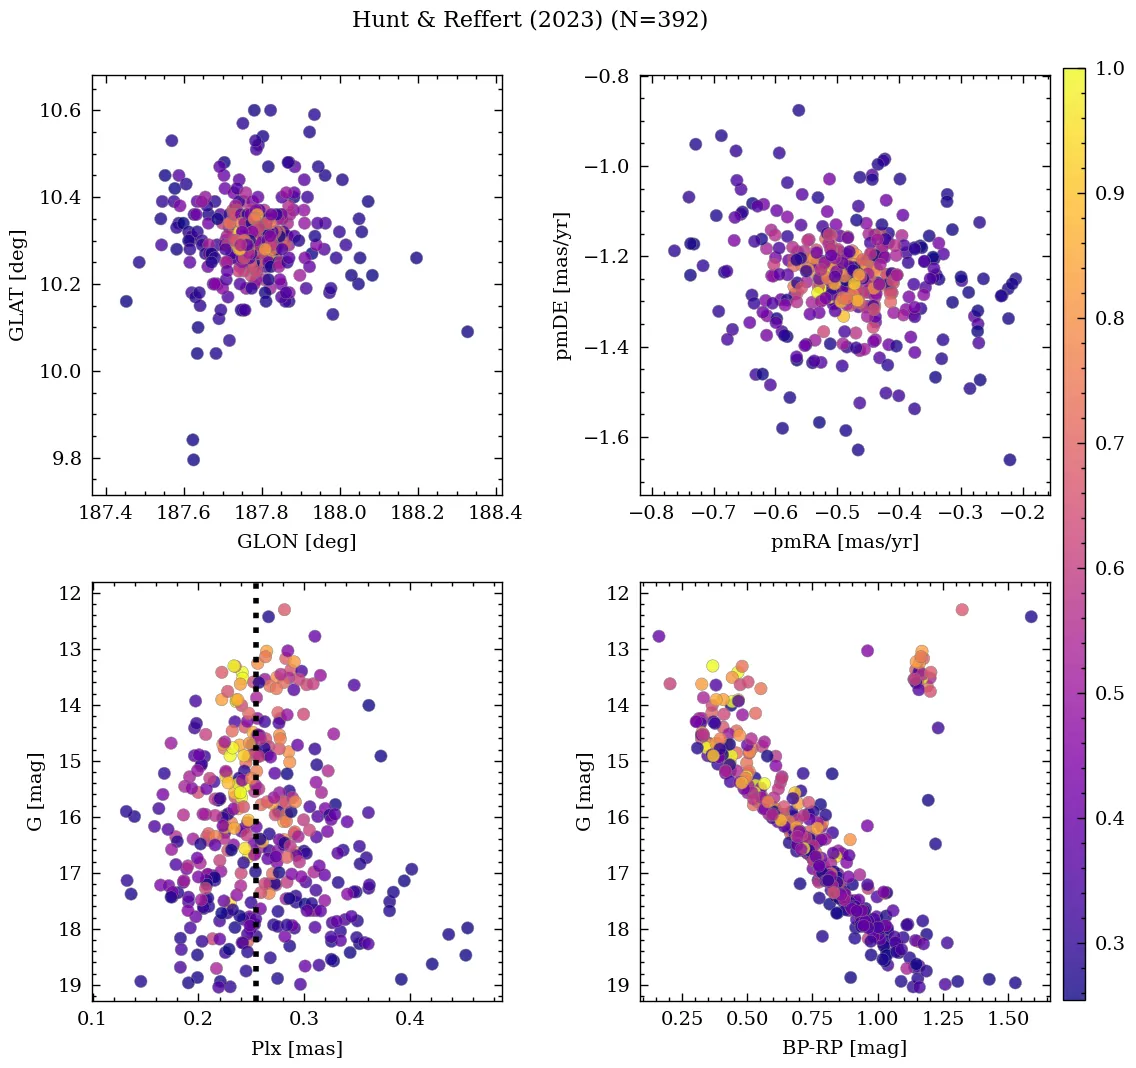 Hunt & Reffert (2023) (N=392)
10.6
10.4
10.2
10.0
9.8
GLAT [deg]
187.4 187.6 187.8 188.0 188.2 188.4
GLON [deg]
−0.8
−1.0
−1.2
−1.4
−1.6
pmDE [mas/yr]
−0.8 −0.7 −0.6 −0.5 −0.4 −0.3 −0.2
pmRA [mas/yr]
12
13
14
15
16
17
18
19
G [mag]
0.1 0.2 0.3 0.4
Plx [mas]
12
13
14
15
16
17
18
19
G [mag]
0.25 0.50 0.75 1.00 1.25 1.50
BP-RP [mag]
1.0
0.9
0.8
0.7
0.6
0.5
0.4
0.3